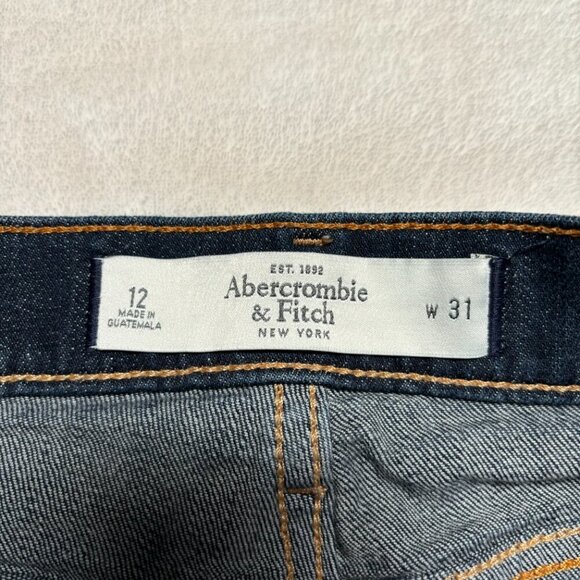 12
MADE IN
GUATEMALA
EST. 1892
Abercrombie
& Fitch
NEW YORK
W 31